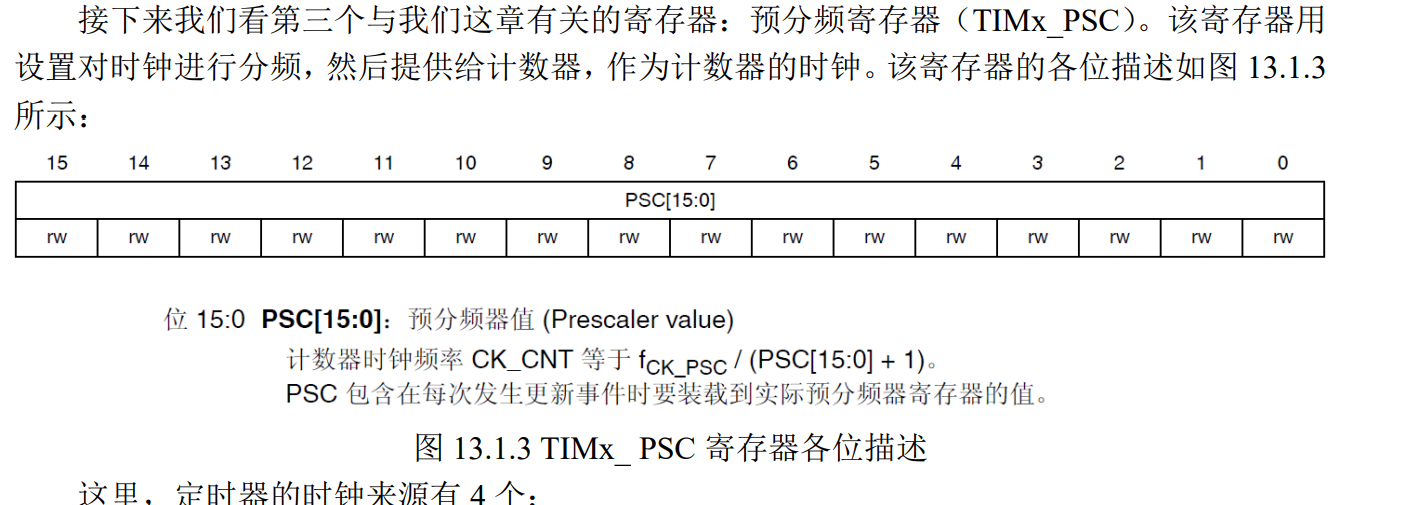 接下来我们看第三个与我们这章有关的寄存器：预分频寄存器（TIMx_PSC）。该寄存器用
设置对时钟进行分频，然后提供给计数器，作为计数器的时钟。该寄存器的各位描述如图 13.1.3
所示：
15 14 13 12 11 10 9 8 7 6 5 4 3 2 1 0
PSC[15:0]
rw rw rw rw rw rw rw rw rw rw rw rw rw rw rw rw
位 15:0 PSC[15:0]：预分频器值 (Prescaler value)
计数器时钟频率 CK_CNT 等于 fCK_PSC / (PSC[15:0] + 1)。
PSC 包含在每次发生更新事件时要装载到实际预分频器寄存器的值。
图 13.1.3 TIMx_ PSC 寄存器各位描述
这里，定时器的时钟来源有 4 个：